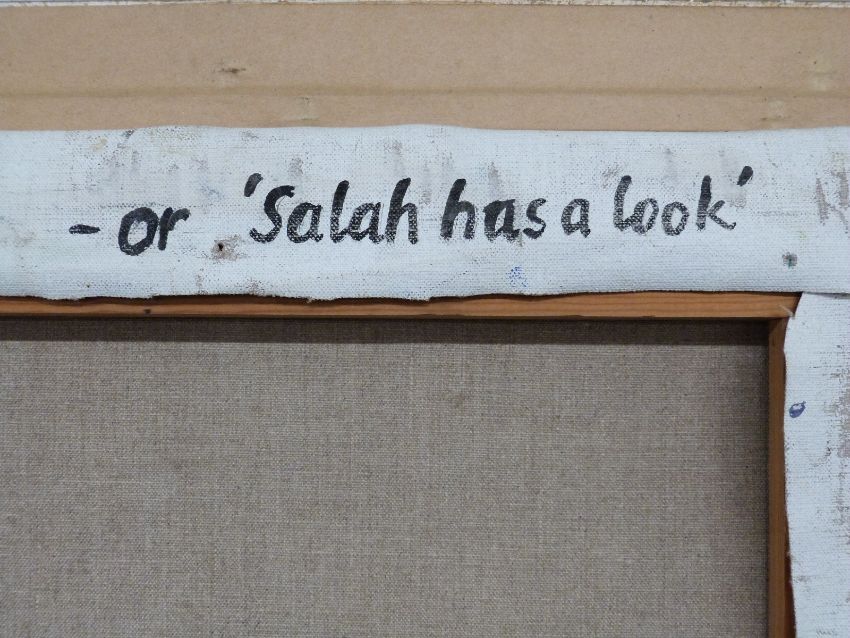 - or 'Salah has a look'